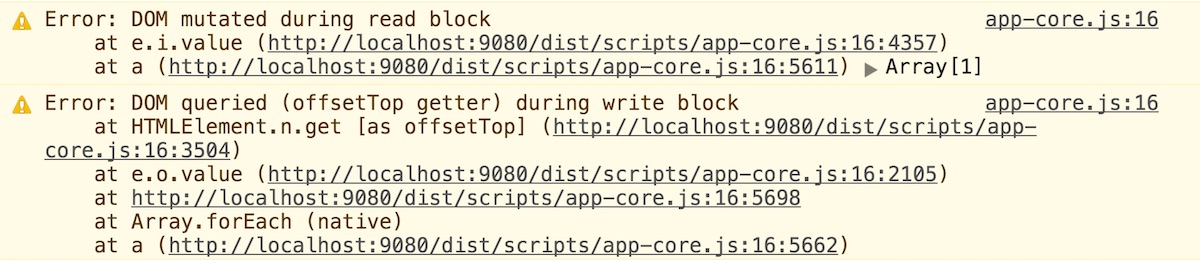 Error: DOM mutated during read block app-core.js:16
at e.i.value (http://localhost:9080/dist/scripts/app-core.js:16:4357)
at a (http://localhost:9080/dist/scripts/app-core.js:16:5611) ▶ Array[1]
Error: DOM queried (offsetTop getter) during write block app-core.js:16
at HTMLElement.n.get [as offsetTop] (http://localhost:9080/dist/scripts/app-
core.js:16:3504)
at e.o.value (http://localhost:9080/dist/scripts/app-core.js:16:2105)
at http://localhost:9080/dist/scripts/app-core.js:16:5698
at Array.forEach (native)
at a (http://localhost:9080/dist/scripts/app-core.js:16:5662)